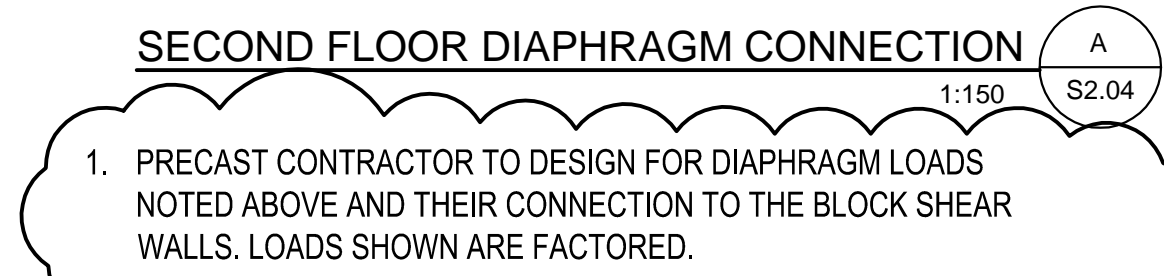 SECOND FLOOR DIAPHRAGM CONNECTION
A
1:150
S2.04
1. PRECAST CONTRACTOR TO DESIGN FOR DIAPHRAGM LOADS
NOTED ABOVE AND THEIR CONNECTION TO THE BLOCK SHEAR
WALLS. LOADS SHOWN ARE FACTORED.